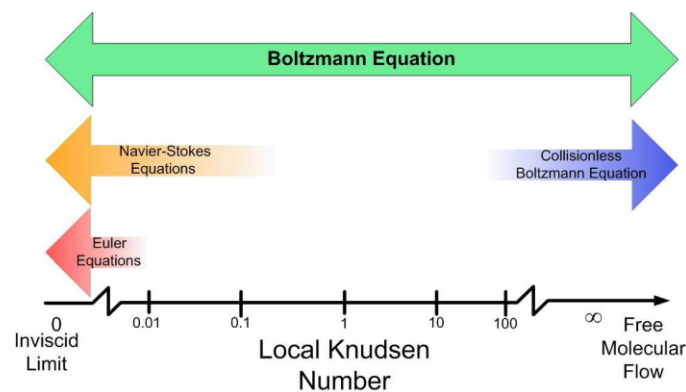 Boltzmann Equation
Navier-Stokes
Equations
Collisionless
Boltzmann Equation
Euler
Equations
0 0.01 0.1 1 10 100 ∞
Inviscid
Limit
Local Knudsen
Number
Free
Molecular
Flow